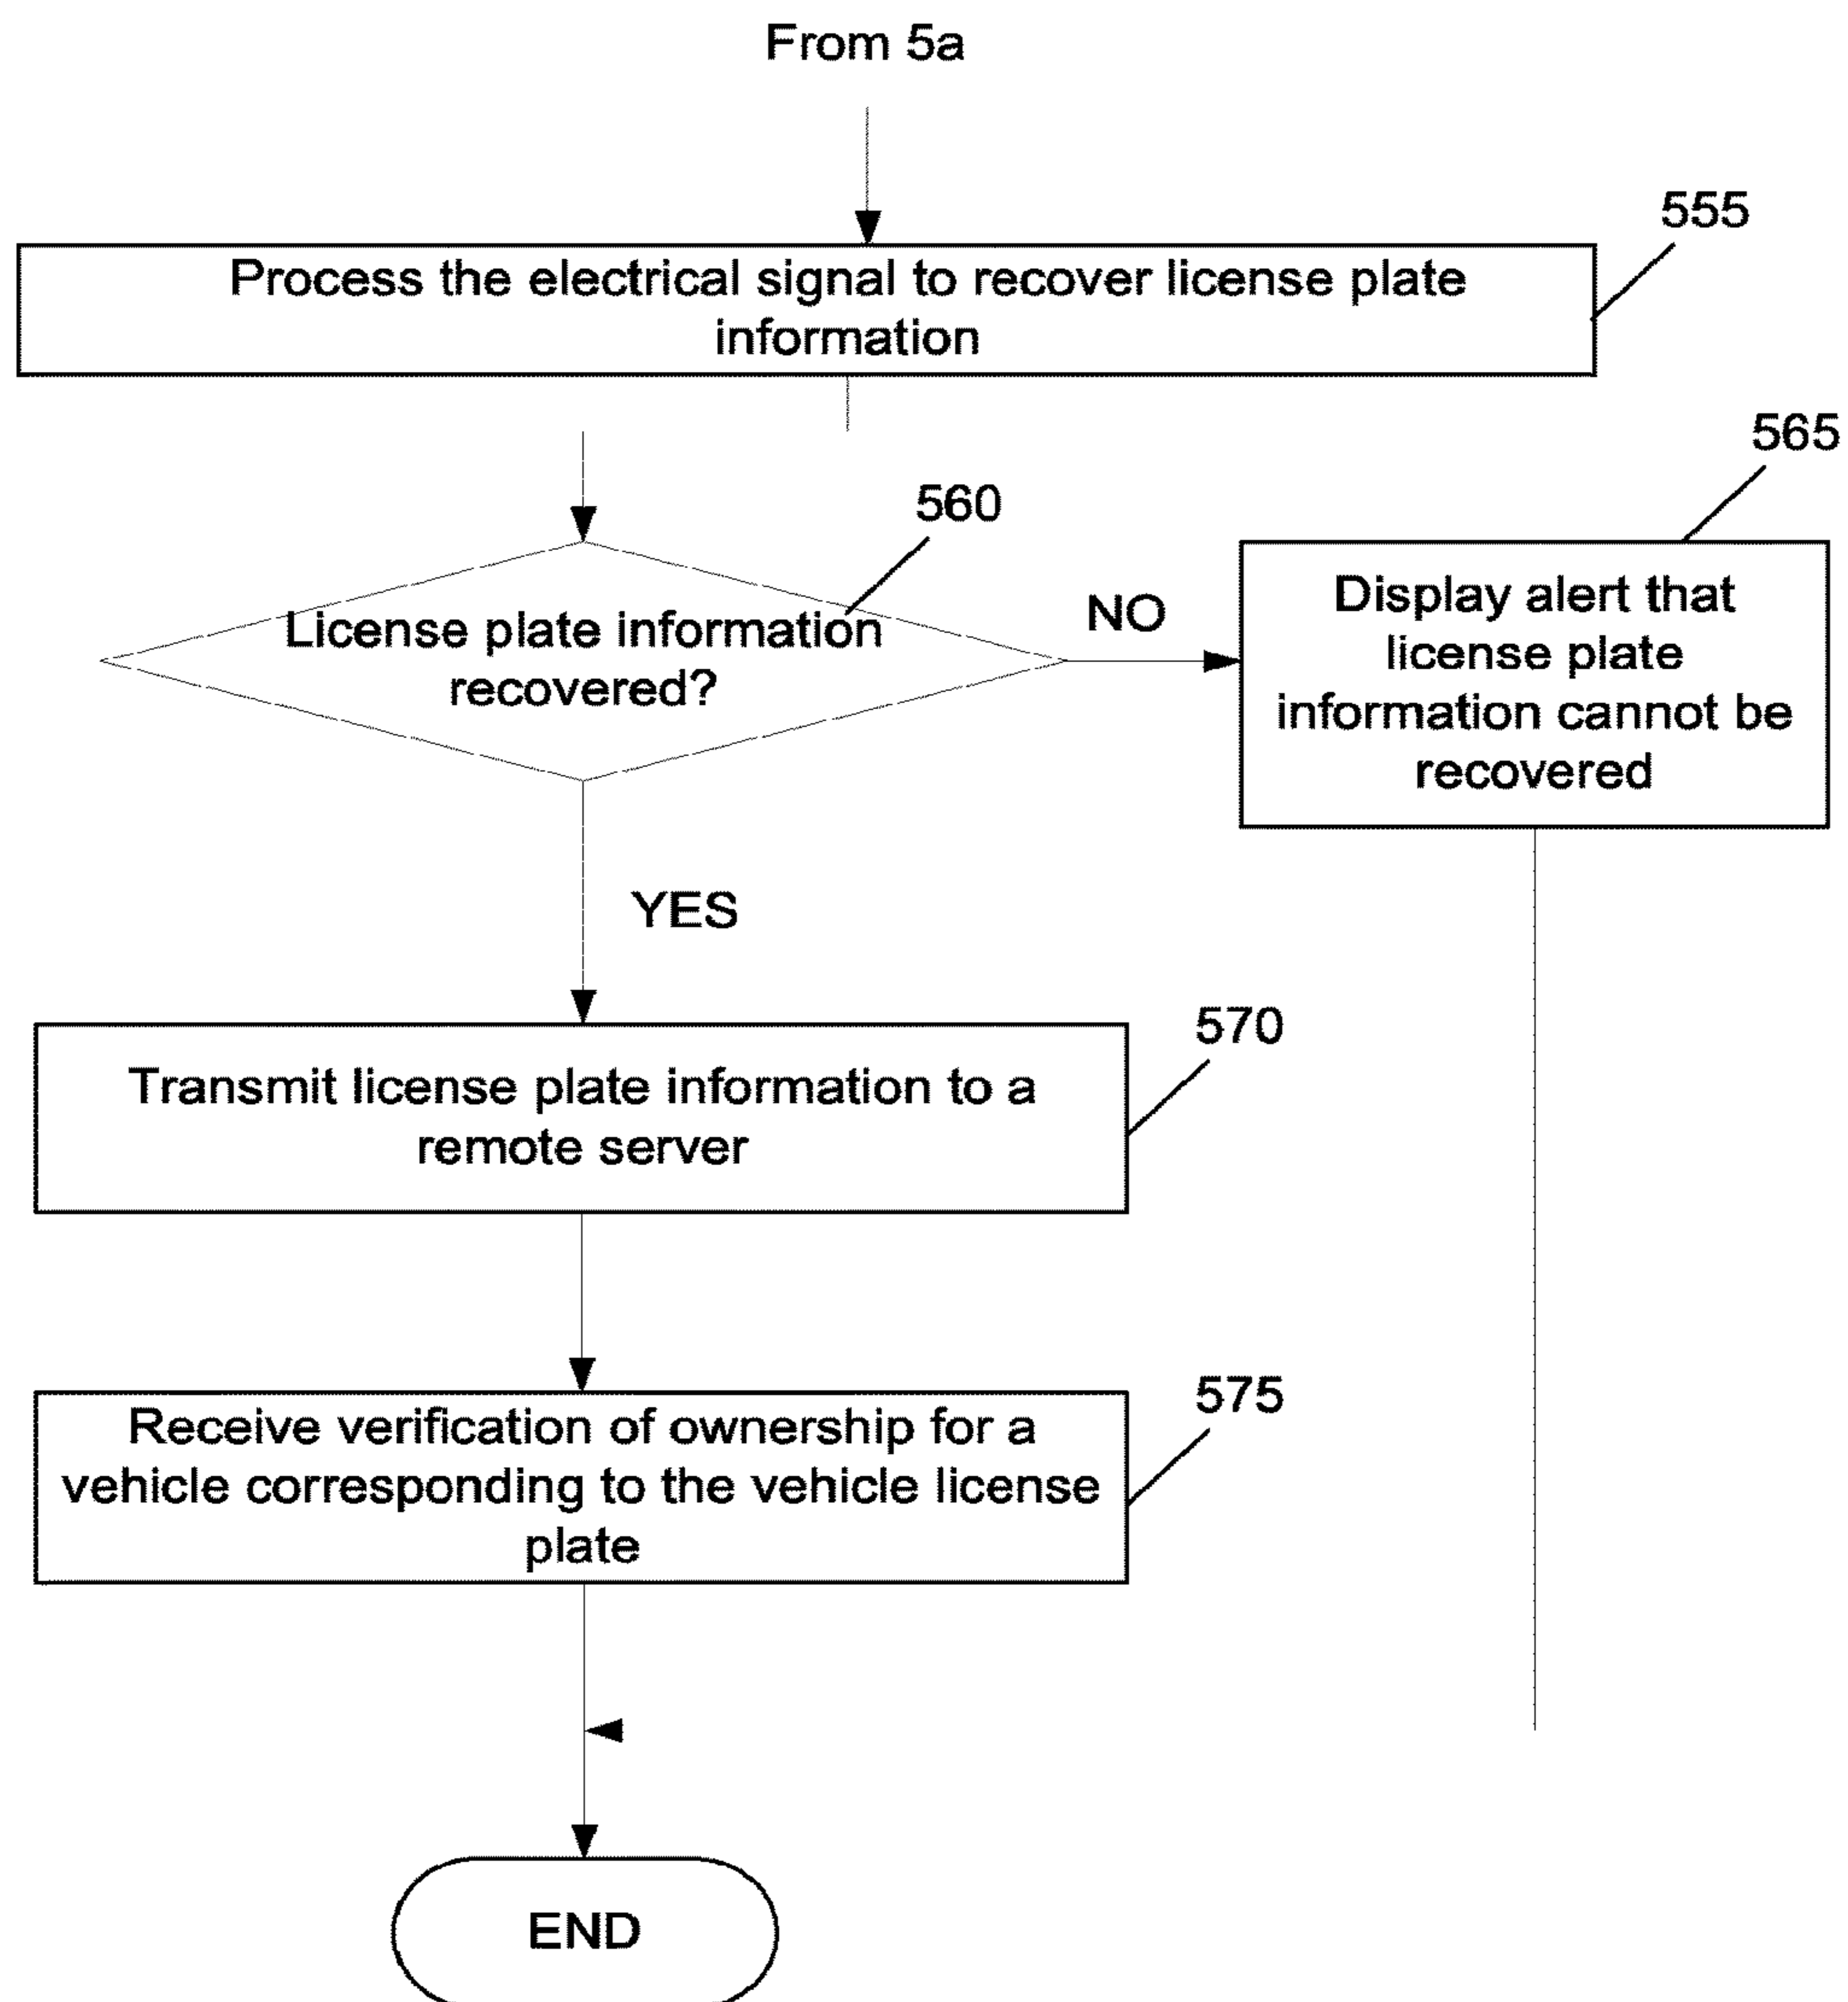 From 5a
555
Process the electrical signal to recover license plate
information
565
560
License plate information
recovered?
NO
Display alert that
license plate
information cannot be
recovered
YES
570
Transmit license plate information to a
remote server
575
Receive verification of ownership for a
vehicle corresponding to the vehicle license
plate
END